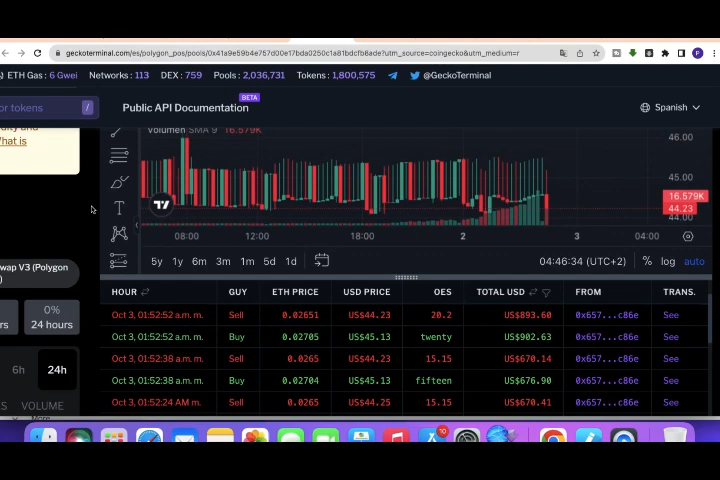 geckoterminal.com/es/polygon_pos/pools/0x41a9e59b4e757d00e17bda0250c1a81bdcfb8ade?utm_source=coingecko&utm_medium=r
ETH Gas: 6 Gwei Networks: 113 DEX: 759 Pools: 2,036,731 Tokens: 1,800,575 @GeckoTerminal
BETA
or tokens / Public API Documentation Spanish
What is
Volumen SMA 9 16.579K
46.00
45.00
16.579K
44.23
44.00
08:00 12:00 18:00 2 3 04:00
wap V3 (Polygon
5y 1y 6m 3m 1m 5d 1d 04:46:34 (UTC+2) % log auto
HOUR GUY ETH PRICE USD PRICE OES TOTAL USD FROM TRANS.
0%
24 hours
Oct 3, 01:52:52 a.m. m. Sell 0.02651 US$44.23 20.2 US$893.60 0x657...c86e See
Oct 3, 01:52:52 a.m. m. Buy 0.02705 US$45.13 twenty US$902.63 0x657...c86e See
Oct 3, 01:52:38 a.m. m. Sell 0.0265 US$44.23 15.15 US$670.14 0x657...c86e See
6h 24h
Oct 3, 01:52:38 a.m. m. Buy 0.02704 US$45.13 fifteen US$676.90 0x657...c86e See
Oct 3, 01:52:24 AM m. Sell 0.0265 US$44.25 15.15 US$670.41 0x657...c86e See
VOLUME
More
10